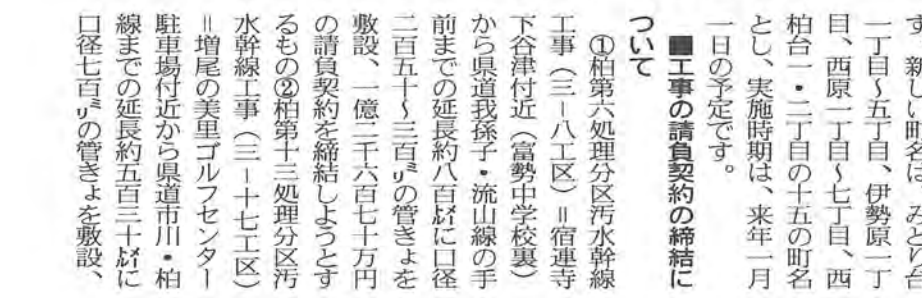 す。新しい町名は、みどり台
一丁目〜五丁目、伊勢原一丁
目、西原一丁目〜七丁目、西
柏台一・二丁目の十五の町名
とし、実施時期は、来年一月
一日の予定です。
■工事の請負契約の締結に
ついて
①柏第六処理分区汚水幹線
工事（三－八工区）＝宿連寺
下谷津付近（富勢中学校裏）
から県道我孫子・流山線の手
前までの延長約八百㍍に口径
二百五十〜三百㍉の管きょを
敷設、一億二千六百七十万円
の請負契約を締結しようとす
るもの②柏第十三処理分区汚
水幹線工事（三－十七工区）
＝増尾の美里ゴルフセンター
駐車場付近から県道市川・柏
線までの延長約五百三十㍍に
口径七百㍉の管きょを敷設、